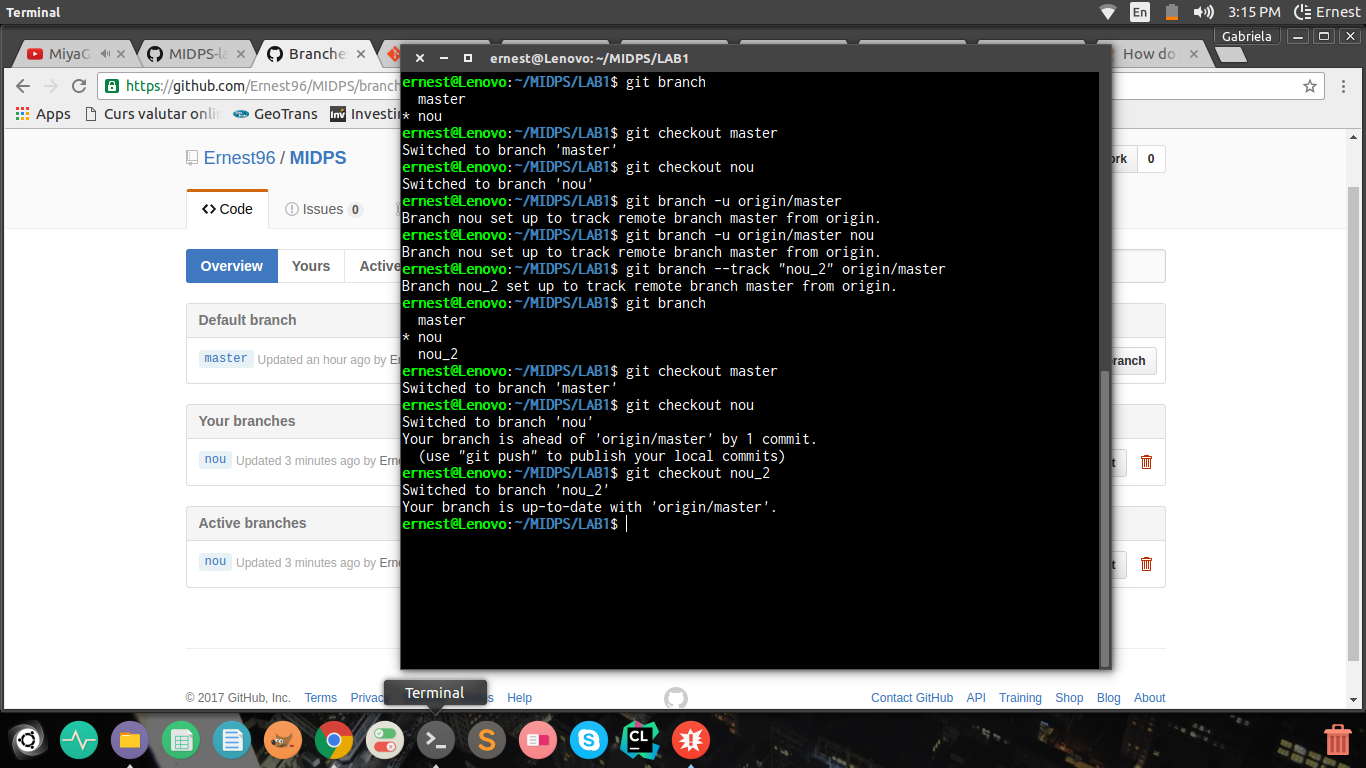 Terminal
En
3:15 PM
Ernest
Gabriela
MiyaG
MIDPS-la
Branche
How do
https://github.com/Ernest96/MIDPS/branch
Apps
Curs valutar onli
GeoTrans
Investi
Ernest96 / MIDPS
ork
0
Code
Issues 0
Overview
Yours
Active
Default branch
master Updated an hour ago by Er
ranch
Your branches
nou Updated 3 minutes ago by Erne
t
Active branches
nou Updated 3 minutes ago by Erne
t
© 2017 GitHub, Inc.
Terms
Privac
s
Help
Contact GitHub
API
Training
Shop
Blog
About
ernest@Lenovo: ~/MIDPS/LAB1
ernest@Lenovo:~/MIDPS/LAB1$ git branch
master
* nou
ernest@Lenovo:~/MIDPS/LAB1$ git checkout master
Switched to branch 'master'
ernest@Lenovo:~/MIDPS/LAB1$ git checkout nou
Switched to branch 'nou'
ernest@Lenovo:~/MIDPS/LAB1$ git branch -u origin/master
Branch nou set up to track remote branch master from origin.
ernest@Lenovo:~/MIDPS/LAB1$ git branch -u origin/master nou
Branch nou set up to track remote branch master from origin.
ernest@Lenovo:~/MIDPS/LAB1$ git branch --track "nou_2" origin/master
Branch nou_2 set up to track remote branch master from origin.
ernest@Lenovo:~/MIDPS/LAB1$ git branch
master
* nou
nou_2
ernest@Lenovo:~/MIDPS/LAB1$ git checkout master
Switched to branch 'master'
ernest@Lenovo:~/MIDPS/LAB1$ git checkout nou
Switched to branch 'nou'
Your branch is ahead of 'origin/master' by 1 commit.
(use "git push" to publish your local commits)
ernest@Lenovo:~/MIDPS/LAB1$ git checkout nou_2
Switched to branch 'nou_2'
Your branch is up-to-date with 'origin/master'.
ernest@Lenovo:~/MIDPS/LAB1$
Terminal
S
CL